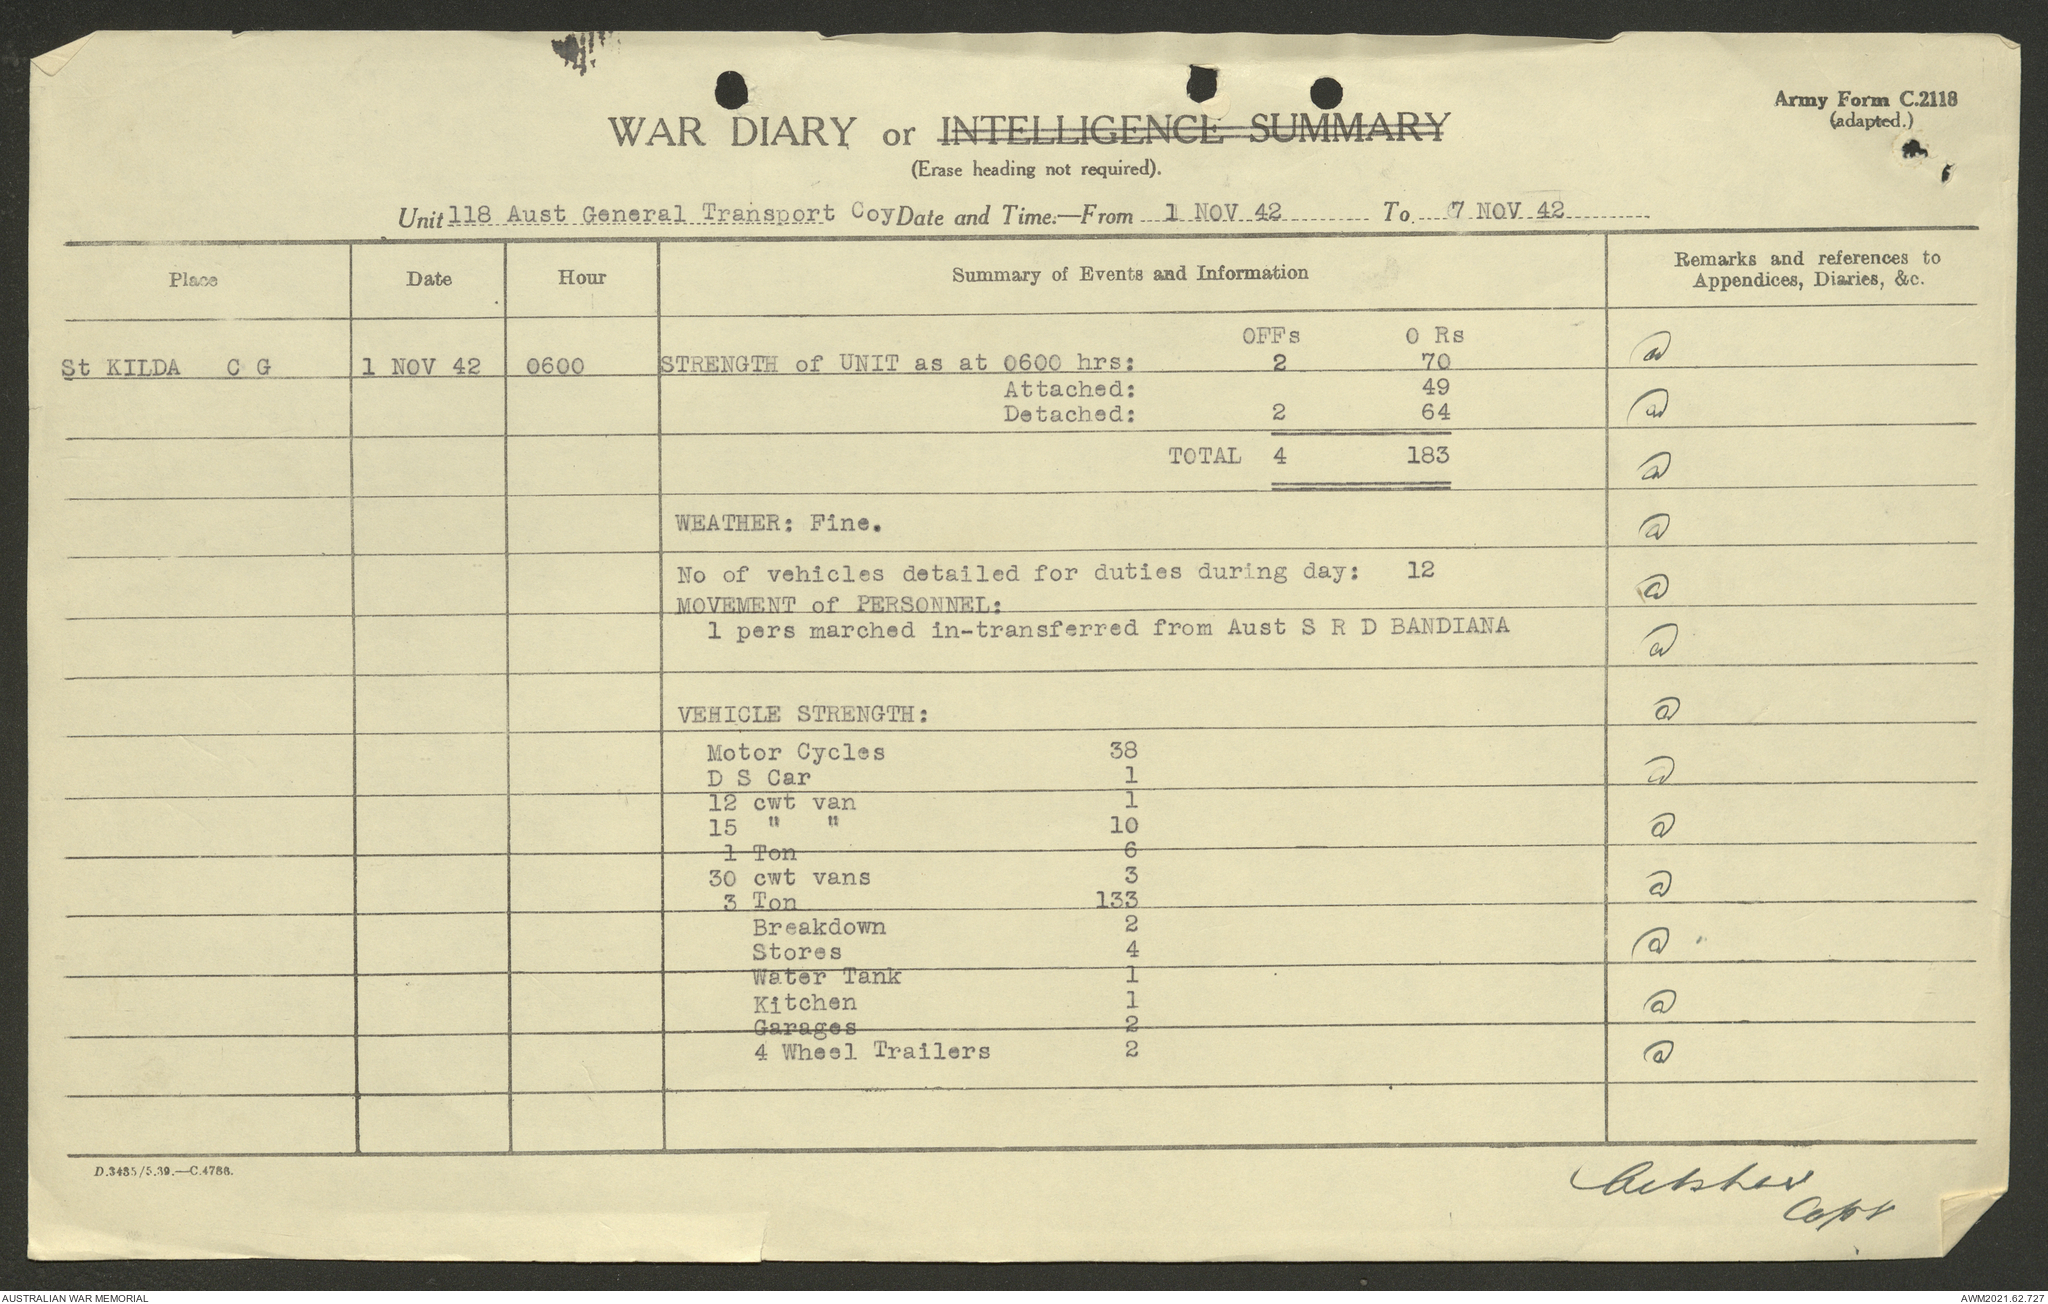 Army Form C.2118
(adapted.)
WAR DIARY or INTELLIGENCE SUMMARY
(Erase heading not required).
Unit 118 Aust General Transport Coy Date and Time:—From 1 NOV 42 To 7 NOV 42
Place Date Hour Summary of Events and Information Remarks and references to
Appendices, Diaries, &c.
OFFs O Rs
St KILDA C G 1 NOV 42 0600 STRENGTH of UNIT as at 0600 hrs: 2 70
Attached: 49
Detached: 2 64
TOTAL 4 183
WEATHER: Fine.
No of vehicles detailed for duties during day: 12
MOVEMENT of PERSONNEL:
1 pers marched in-transferred from Aust S R D BANDIANA
VEHICLE STRENGTH:
Motor Cycles 38
D S Car 1
12 cwt van 1
15 " " 10
1 Ton 6
30 cwt vans 3
3 Ton 133
Breakdown 2
Stores 4
Water Tank 1
Kitchen 1
Garages 2
4 Wheel Trailers 2
D.3485/5.39.—C.4788.
Capt
AUSTRALIAN WAR MEMORIAL AWM2021.62.727